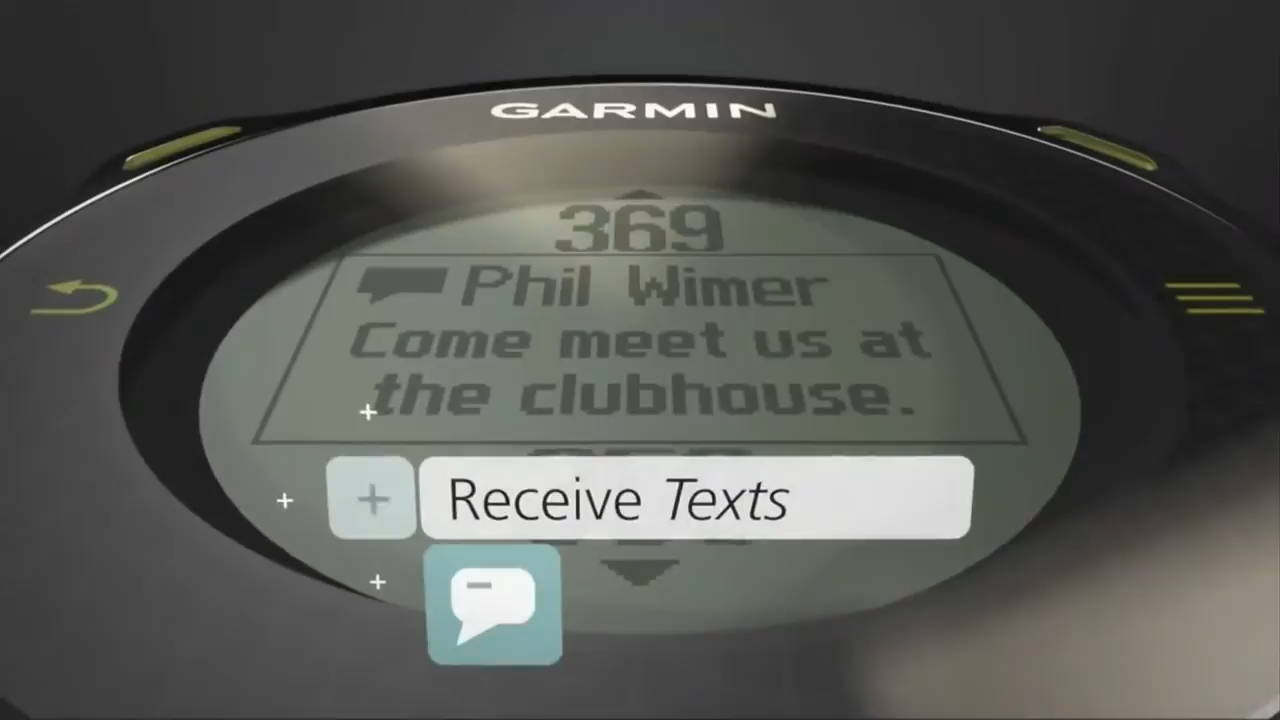 GARMIN
369
Phil Wimer
Come meet us at
the clubhouse.
Receive Texts